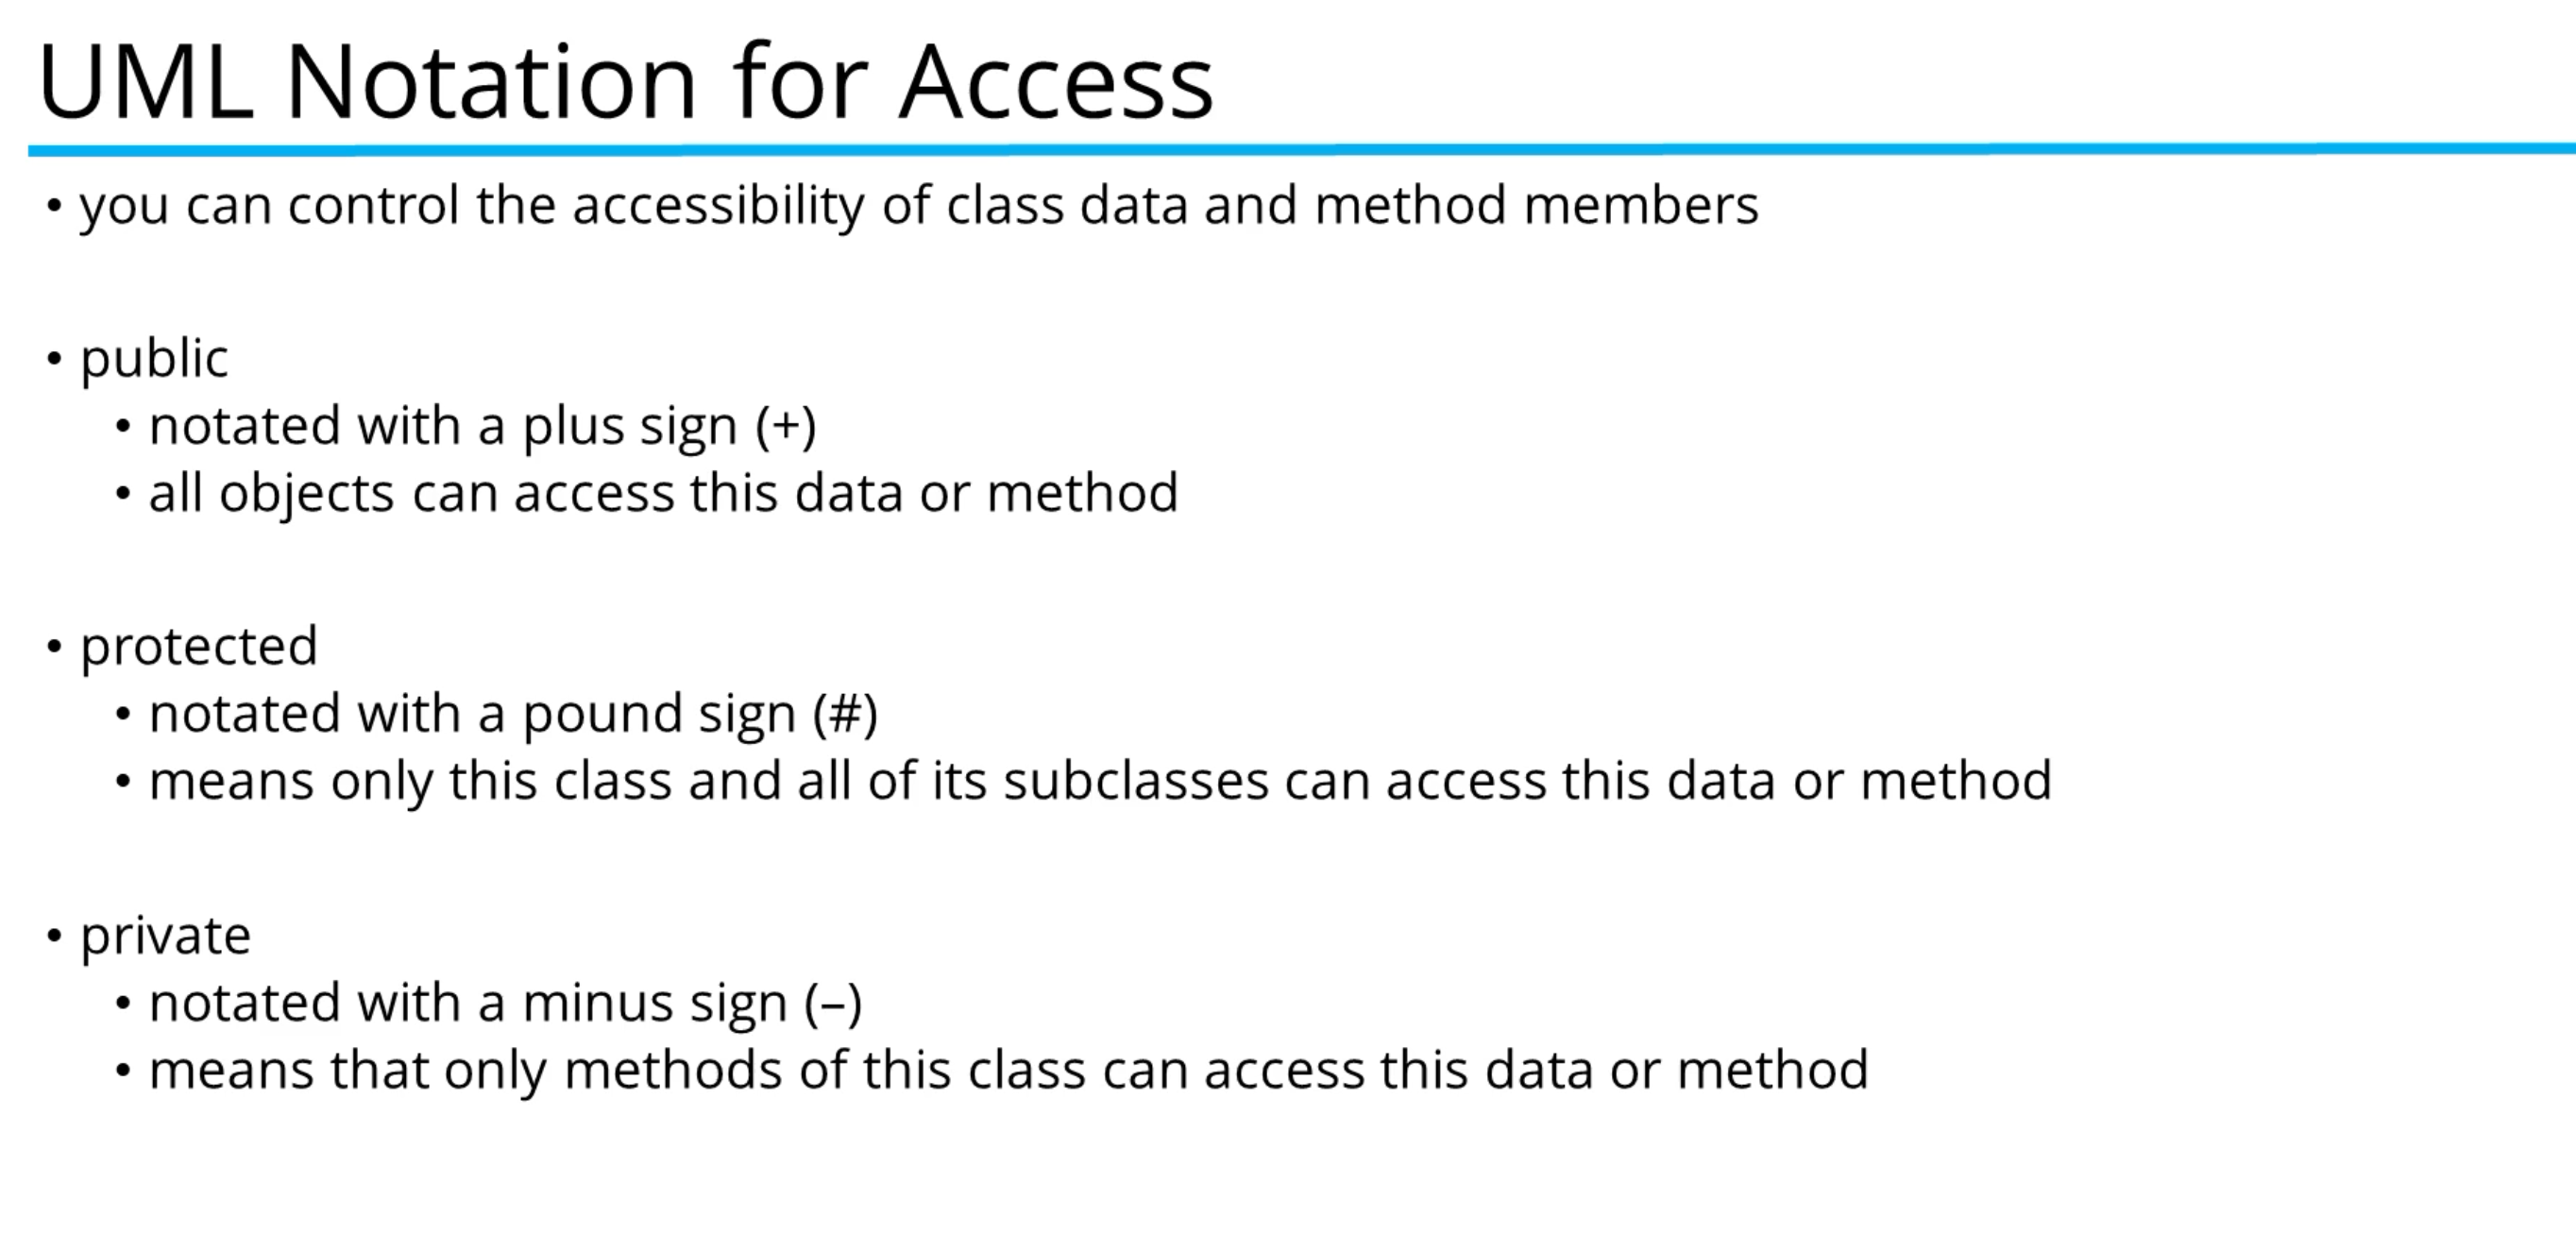 UML Notation for Access
• you can control the accessibility of class data and method members
• public
• notated with a plus sign (+)
• all objects can access this data or method
• protected
• notated with a pound sign (#)
• means only this class and all of its subclasses can access this data or method
• private
• notated with a minus sign (–)
• means that only methods of this class can access this data or method